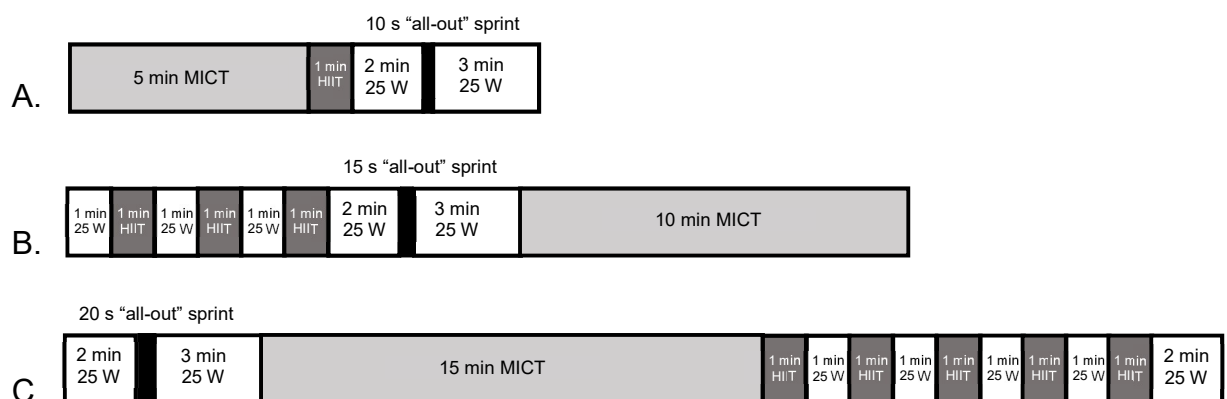 10 s “all-out” sprint
A.
5 min MICT
1 min
HIIT
2 min
25 W
3 min
25 W
15 s “all-out” sprint
B.
1 min
25 W
1 min
HIIT
1 min
25 W
1 min
HIIT
1 min
25 W
1 min
HIIT
2 min
25 W
3 min
25 W
10 min MICT
20 s “all-out” sprint
C
2 min
25 W
3 min
25 W
15 min MICT
1 min
HIIT
1 min
25 W
1 min
HIIT
1 min
25 W
1 min
HIIT
1 min
25 W
1 min
HIIT
1 min
25 W
1 min
HIIT
2 min
25 W